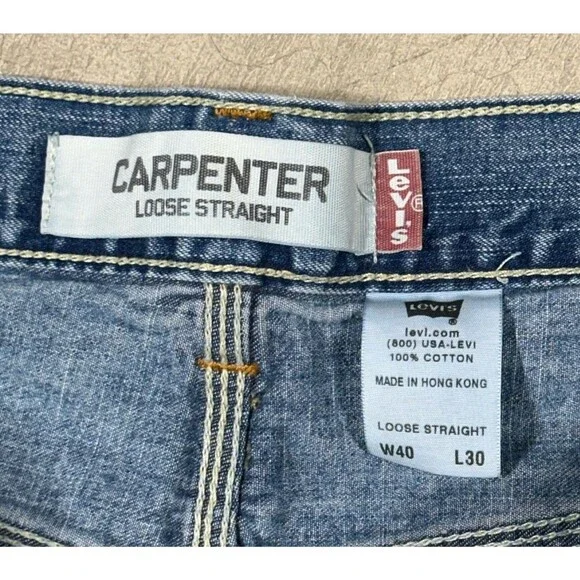 CARPENTER
LOOSE STRAIGHT
LeVI'S ®
LEVI'S
levi.com
(800) USA-LEVI
100% COTTON
MADE IN HONG KONG
LOOSE STRAIGHT
W40 L30